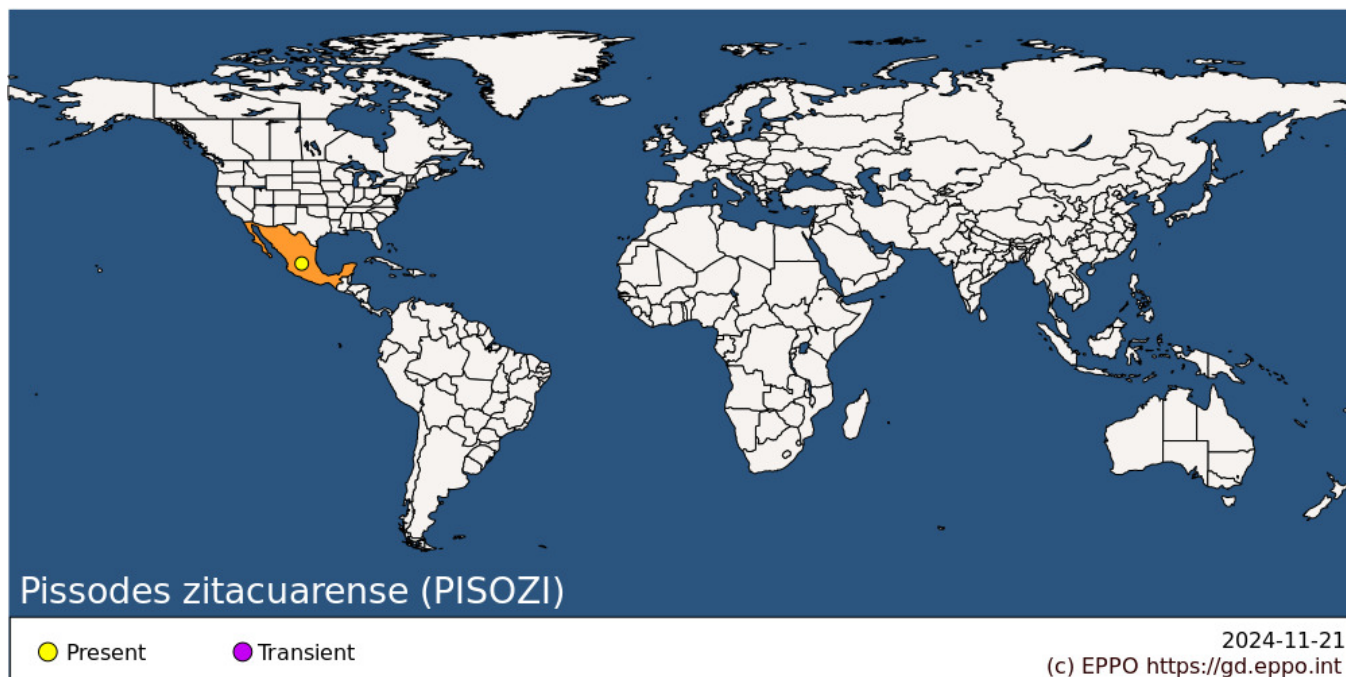 Pissodes zitacuarense (PISOZI)
Present
Transient
2024-11-21
(c) EPPO https://gd.eppo.int